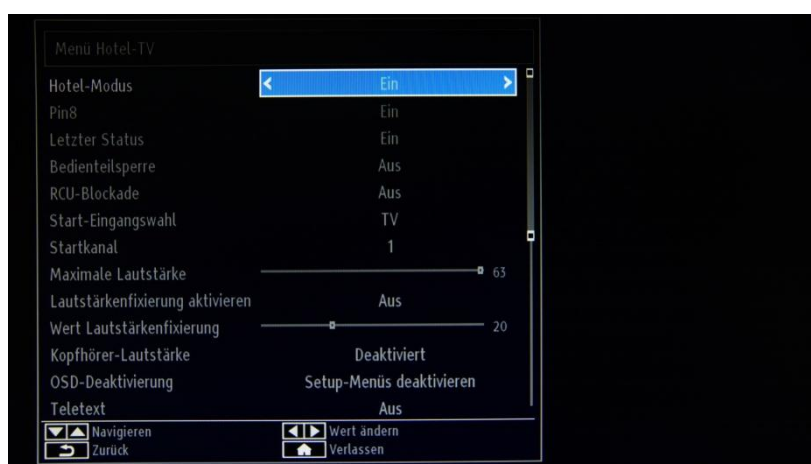 Menü Hotel-TV
Hotel-Modus Ein
Pin8 Ein
Letzter Status Ein
Bedienteilsperre Aus
RCU-Blockade Aus
Start-Eingangswahl TV
Startkanal 1
Maximale Lautstärke 63
Lautstärkenfixierung aktivieren Aus
Wert Lautstärkenfixierung 20
Kopfhörer-Lautstärke Deaktiviert
OSD-Deaktivierung Setup-Menüs deaktivieren
Teletext Aus
Navigieren Wert ändern
Zurück Verlassen